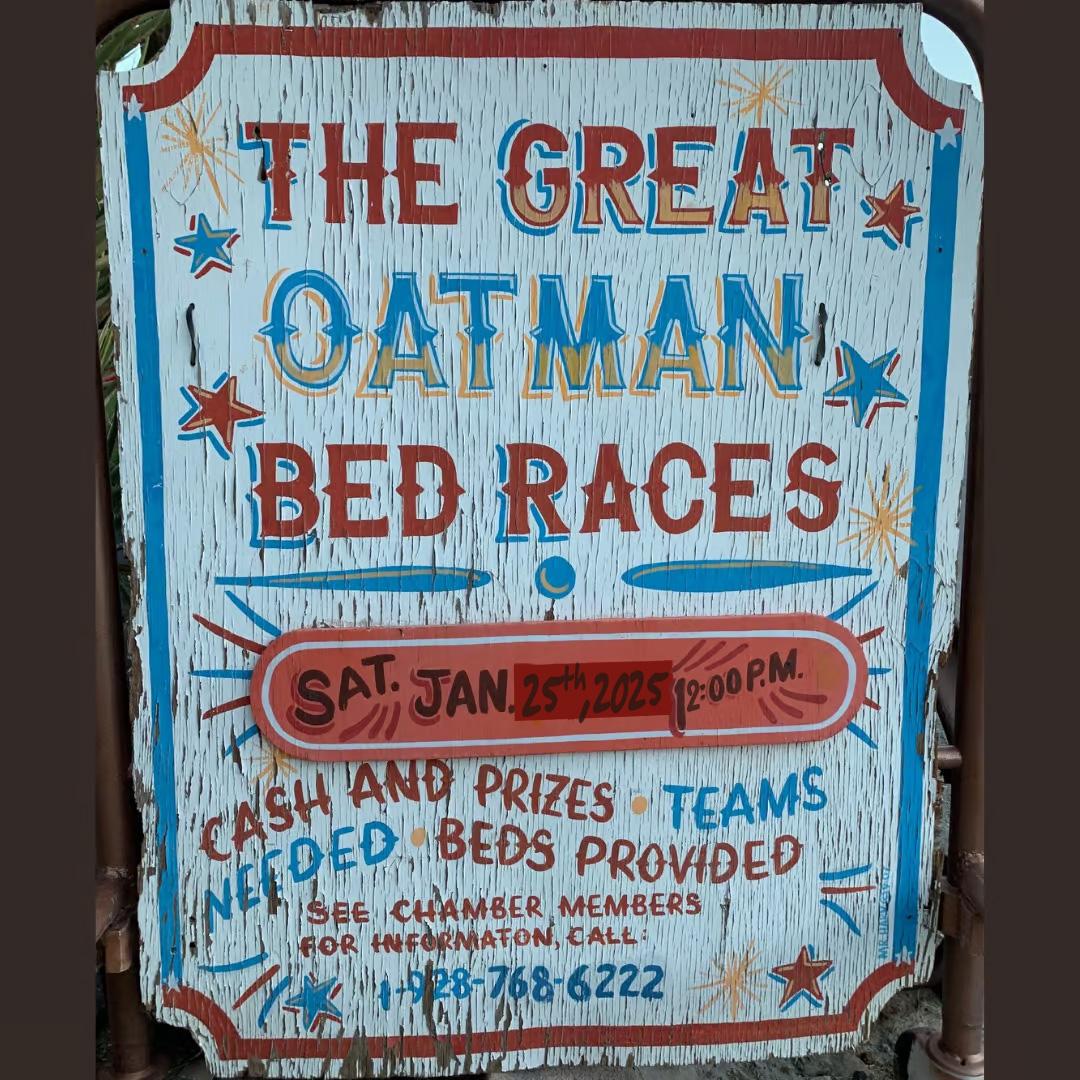 THE GREAT
OATMAN
BED RACES
SAT. JAN. 25th, 2025 12:00 P.M.
CASH AND PRIZES • TEAMS
NEEDED • BEDS PROVIDED
SEE CHAMBER MEMBERS
FOR INFORMATON, CALL:
1-928-768-6222